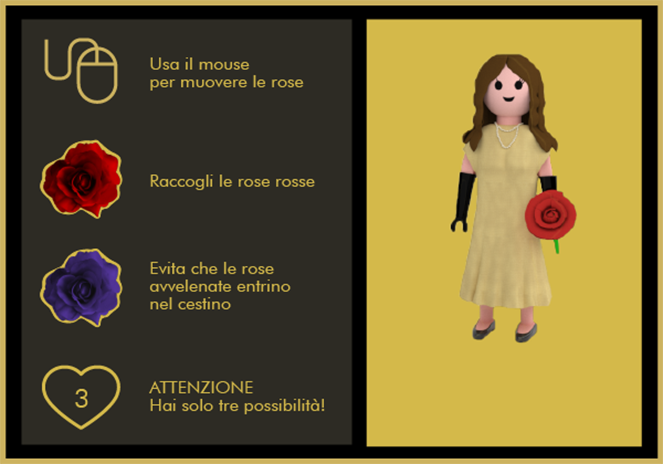 Usa il mouse
per muovere le rose
Raccogli le rose rosse
Evita che le rose
avvelenate entrino
nel cestino
3
ATTENZIONE
Hai solo tre possibilità!